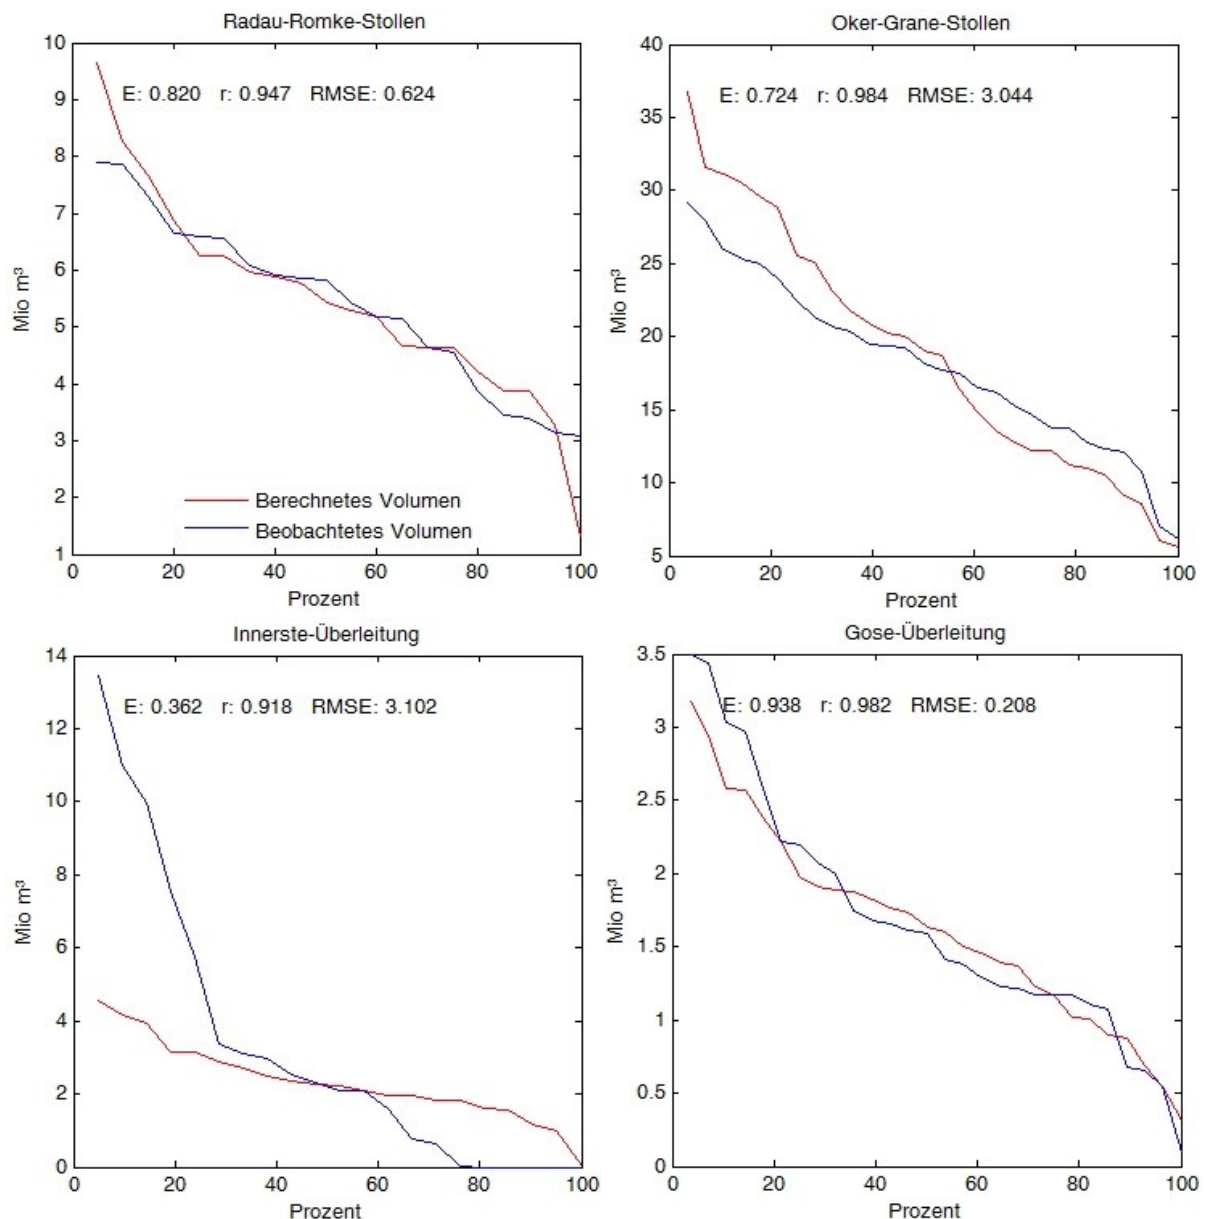 Radau-Romke-Stollen
10
9
8
7
6
5
4
3
2
1
Mio m³
E: 0.820 r: 0.947 RMSE: 0.624
Berechnetes Volumen
Beobachtetes Volumen
0 20 40 60 80 100
Prozent
Oker-Grane-Stollen
40
35
30
25
20
15
10
5
Mio m³
E: 0.724 r: 0.984 RMSE: 3.044
0 20 40 60 80 100
Prozent
Innerste-Überleitung
14
12
10
8
6
4
2
0
Mio m³
E: 0.362 r: 0.918 RMSE: 3.102
0 20 40 60 80 100
Prozent
Gose-Überleitung
3.5
3
2.5
2
1.5
1
0.5
0
Mio m³
E: 0.938 r: 0.982 RMSE: 0.208
0 20 40 60 80 100
Prozent